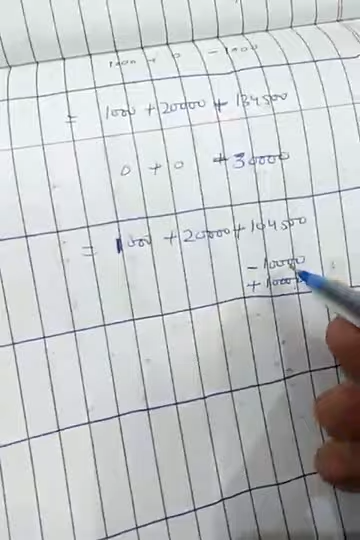 1000 + 0 - 1000
= 1000 + 20000 + 134500
0 + 0 + 30000
= 1000 + 20000 + 104500
- 10000
+ 10000